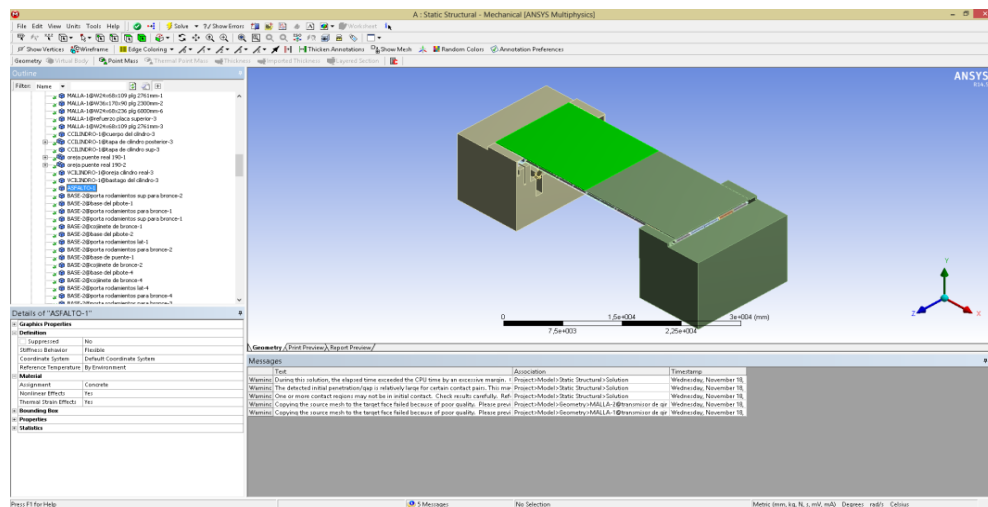 A : Static Structural - Mechanical [ANSYS Multiphysics]
File Edit View Units Tools Help Solve ?/ Show Errors Worksheet
Show Vertices Wireframe Edge Coloring Thicken Annotations Show Mesh Random Colors Annotation Preferences
Geometry Virtual Body Point Mass Thermal Point Mass Thickness Imported Thickness Layered Section
Outline
Filter: Name
MALLA-1@W24x68x109 plg 2761mm-1
MALLA-1@W36x170x90 plg 2300mm-2
MALLA-1@W24x68x236 plg 6000mm-6
MALLA-1@refuerzo placa superior-3
MALLA-1@W24x68x109 plg 2761mm-3
CCILINDRO-1@cuerpo del cilindro-3
CCILINDRO-1@tapa de cilindro posterior-3
CCILINDRO-1@tapa de cilindro sup-3
oreja puente real 190-1
oreja puente real 190-2
VCILINDRO-1@oreja cilindro real-3
VCILINDRO-1@bastago del cilindro-3
ASFALTO-1
BASE-2@porta rodamientos sup para bronce-2
BASE-2@base del pibote-1
BASE-2@porta rodamientos para bronce-1
BASE-2@porta rodamientos sup para bronce-1
BASE-2@cojinete de bronce-1
BASE-2@base del pibote-2
BASE-2@porta rodamientos lat-1
BASE-2@porta rodamientos para bronce-2
BASE-2@base de puente-1
BASE-2@cojinete de bronce-2
BASE-2@base del pibote-4
BASE-2@cojinete de bronce-4
BASE-2@porta rodamientos lat-4
BASE-2@porta rodamientos para bronce-4
BASE-2@porta rodamientos para bronce-3
Details of "ASFALTO-1"
Graphics Properties
Definition
Suppressed No
Stiffness Behavior Flexible
Coordinate System Default Coordinate System
Reference Temperature By Environment
Material
Assignment Concrete
Nonlinear Effects Yes
Thermal Strain Effects Yes
Bounding Box
Properties
Statistics
ANSYS
R14.5
Y
Z
X
0 1,5e+004 3e+004 (mm)
7,5e+003 2,25e+004
Geometry Print Preview Report Preview
Messages
Text Association Timestamp
Warning During this solution, the elapsed time exceeded the CPU time by an excessive margin. Project>Model>Static Structural>Solution Wednesday, November 18,
Warning The detected initial penetration/gap is relatively large for certain contact pairs. This may Project>Model>Static Structural>Solution Wednesday, November 18,
Warning One or more contact regions may not be in initial contact. Check results carefully. Ref Project>Model>Static Structural>Solution Wednesday, November 18,
Warning Copying the source mesh to the target face failed because of poor quality. Please previ Project>Model>Geometry>MALLA-2@transmisor de gir Wednesday, November 18,
Warning Copying the source mesh to the target face failed because of poor quality. Please previ Project>Model>Geometry>MALLA-1@transmisor de gir Wednesday, November 18,
Press F1 for Help 5 Messages No Selection Metric (mm, kg, N, s, mV, mA) Degrees rad/s Celsius